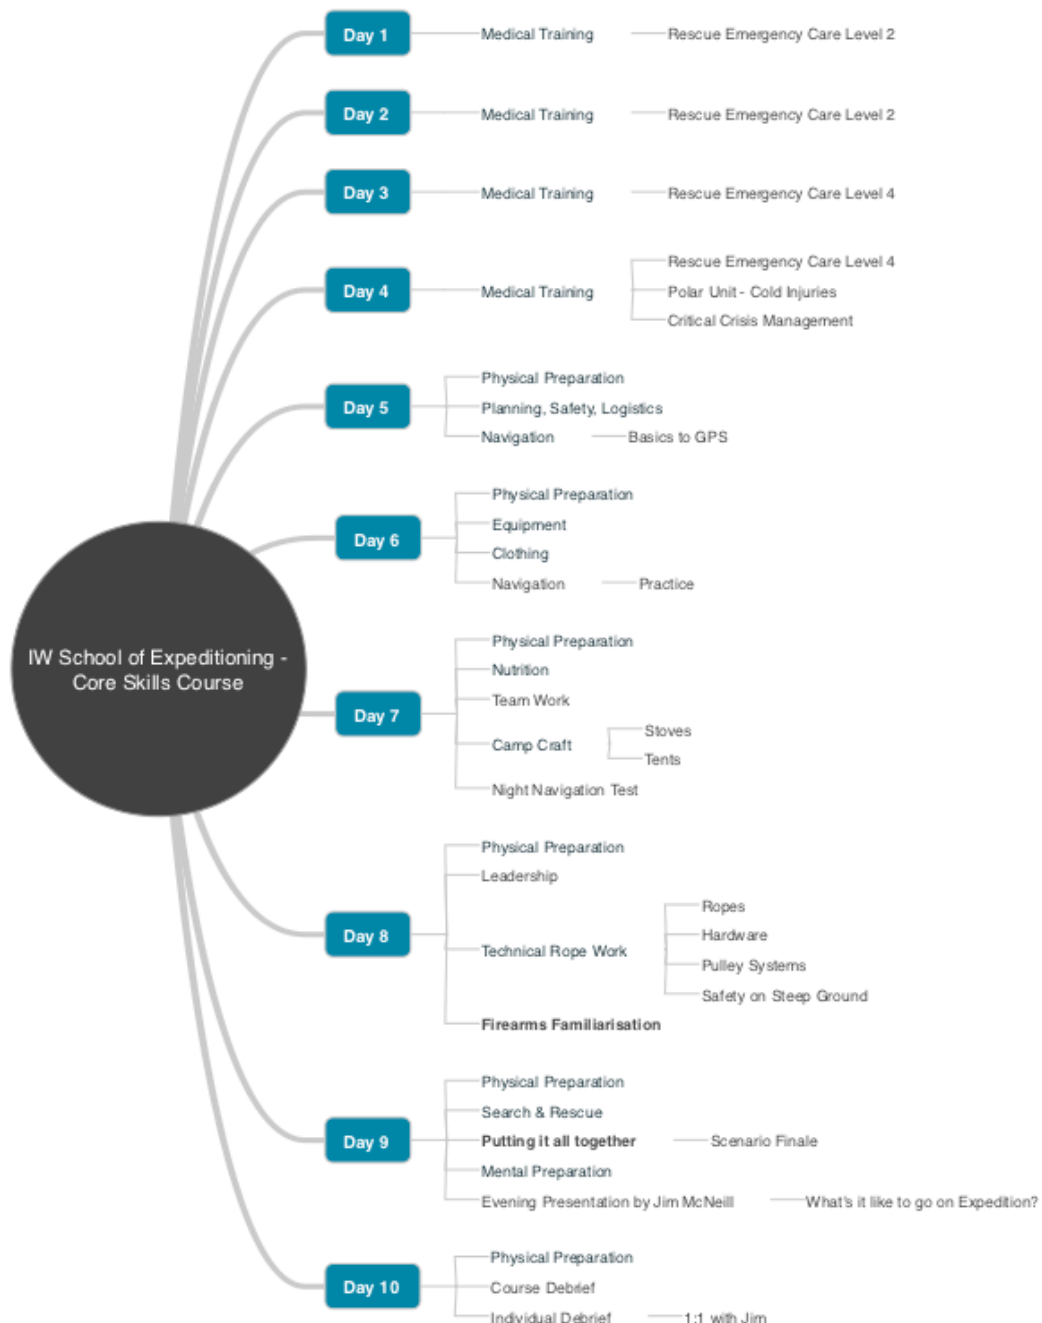 IW School of Expeditioning -
Core Skills Course
Day 1
Medical Training
Rescue Emergency Care Level 2
Day 2
Medical Training
Rescue Emergency Care Level 2
Day 3
Medical Training
Rescue Emergency Care Level 4
Day 4
Medical Training
Rescue Emergency Care Level 4
Polar Unit - Cold Injuries
Critical Crisis Management
Day 5
Physical Preparation
Planning, Safety, Logistics
Navigation
Basics to GPS
Day 6
Physical Preparation
Equipment
Clothing
Navigation
Practice
Day 7
Physical Preparation
Nutrition
Team Work
Camp Craft
Stoves
Tents
Night Navigation Test
Day 8
Physical Preparation
Leadership
Technical Rope Work
Ropes
Hardware
Pulley Systems
Safety on Steep Ground
Firearms Familiarisation
Day 9
Physical Preparation
Search & Rescue
Putting it all together
Scenario Finale
Mental Preparation
Evening Presentation by Jim McNeill
What's it like to go on Expedition?
Day 10
Physical Preparation
Course Debrief
Individual Debrief
1:1 with Jim